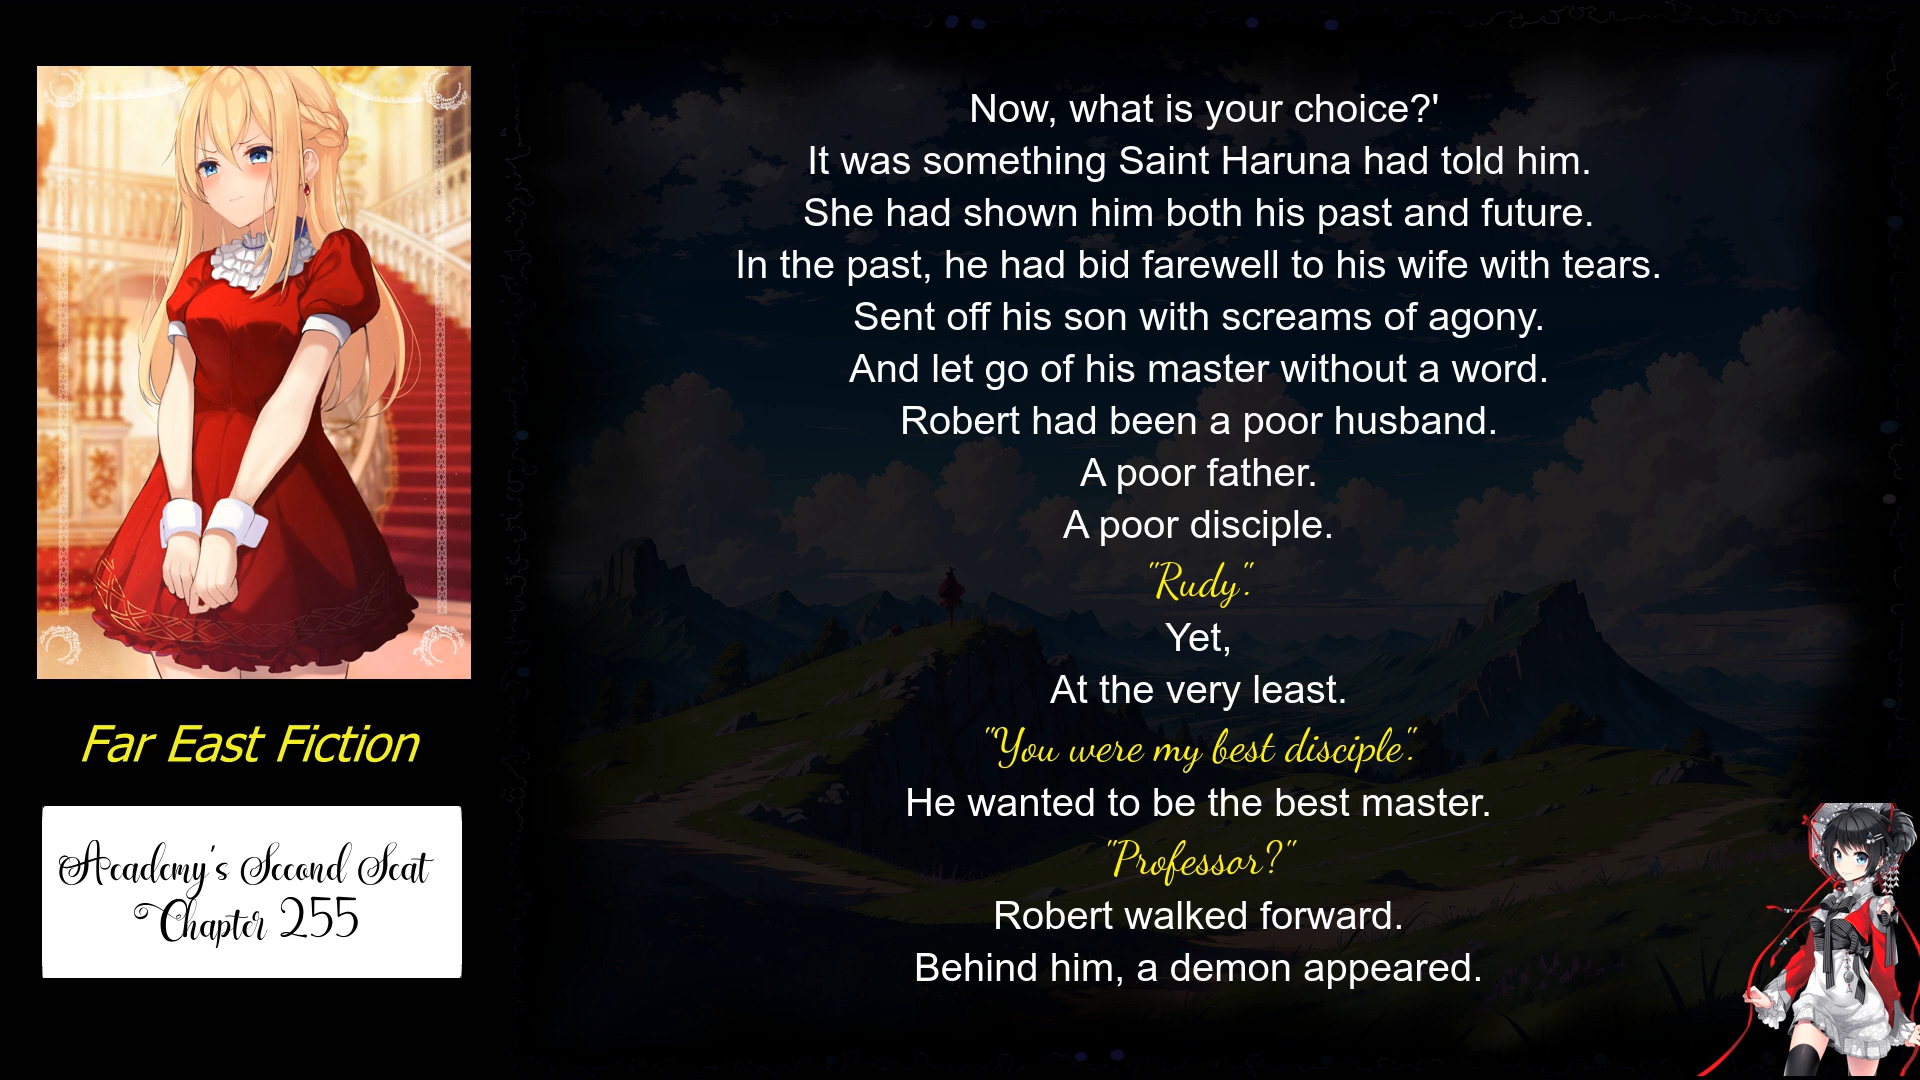 Now, what is your choice?'
It was something Saint Haruna had told him.
She had shown him both his past and future.
In the past, he had bid farewell to his wife with tears.
Sent off his son with screams of agony.
And let go of his master without a word.
Robert had been a poor husband.
A poor father.
A poor disciple.
"Rudy."
Yet,
At the very least.
"You were my best disciple."
He wanted to be the best master.
"Professor?"
Robert walked forward.
Behind him, a demon appeared.
Far East Fiction
Academy's Second Seat
Chapter 255